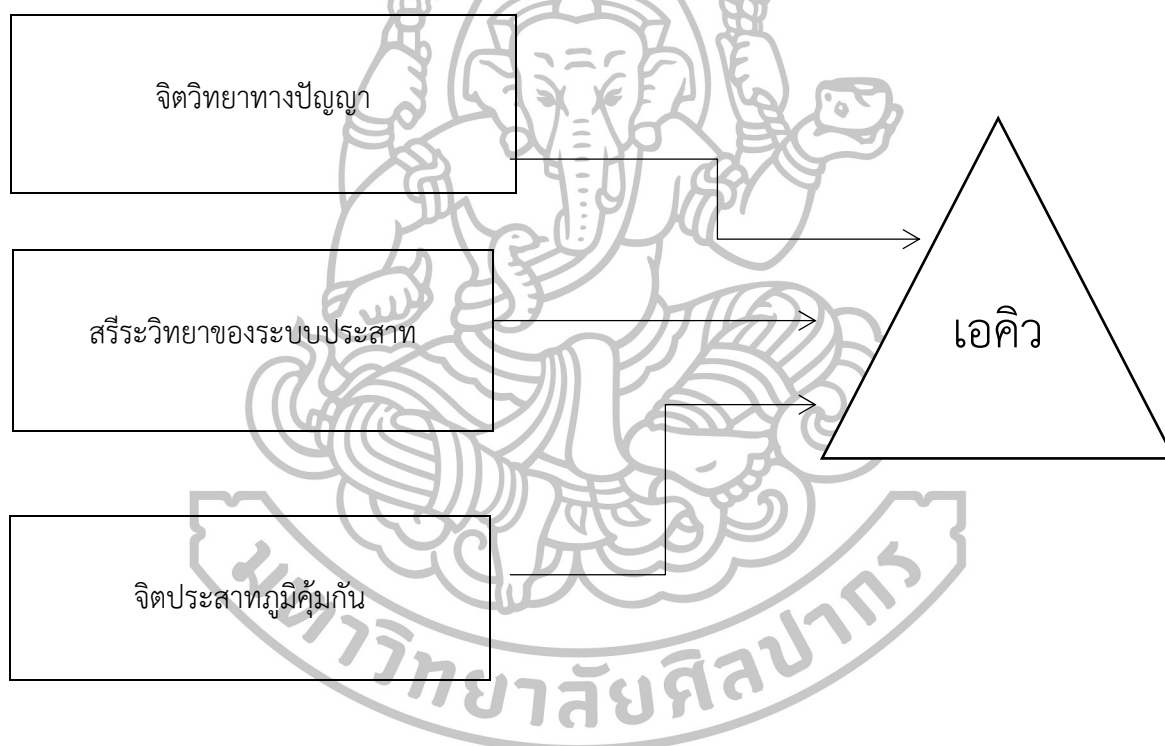 จิตวิทยาทางปัญญา
สรีระวิทยาของระบบประสาท
เอคิว
จิตประสาทภูมิคุ้มกัน
มหาวิทยาลัยศิลปากร